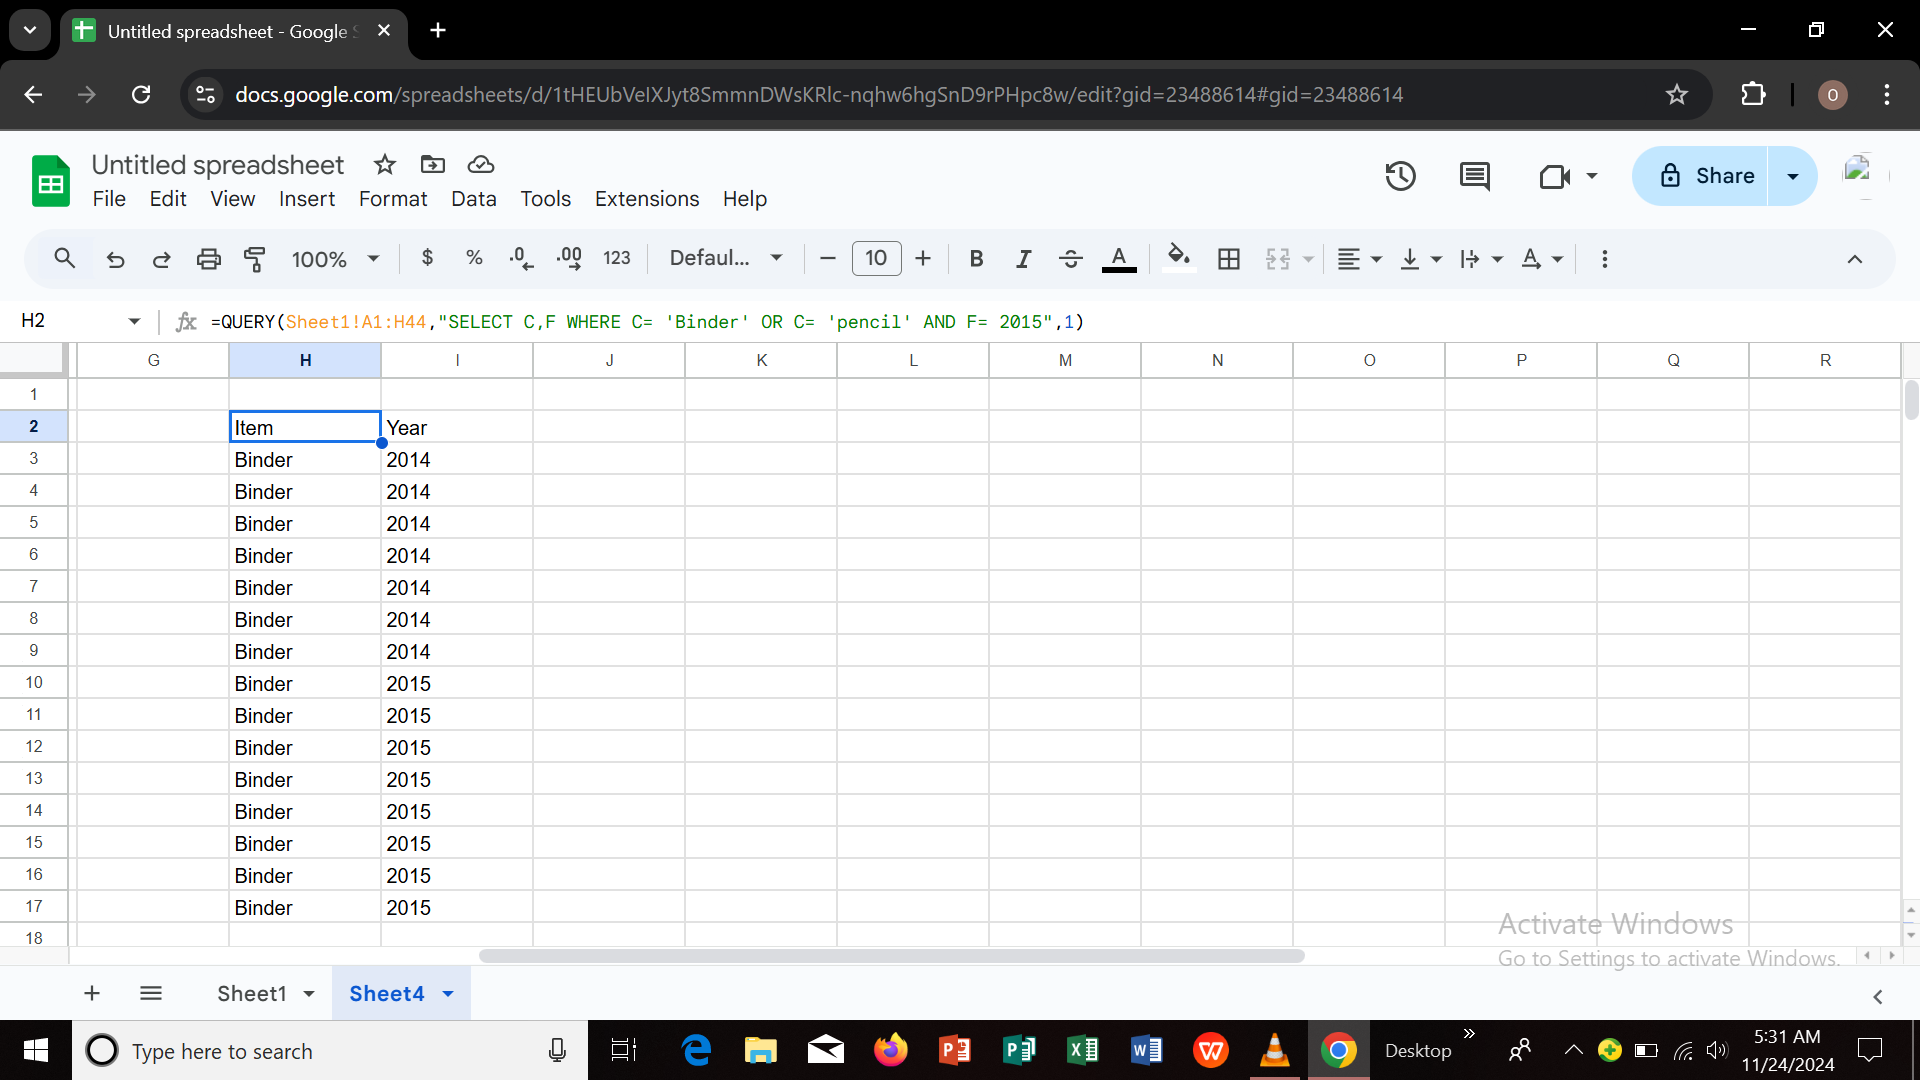 Untitled spreadsheet - Google S
docs.google.com/spreadsheets/d/1tHEUbVeIXJyt8SmmnDWsKRlc-nqhw6hgSnD9rPHpc8w/edit?gid=23488614#gid=23488614
O
Untitled spreadsheet
File Edit View Insert Format Data Tools Extensions Help
Share
100% $ % .0 .00 123 Defaul... 10 B I S A
H2 fx =QUERY(Sheet1!A1:H44,"SELECT C,F WHERE C= 'Binder' OR C= 'pencil' AND F= 2015",1)
G H I J K L M N O P Q R
1
2 Item Year
3 Binder 2014
4 Binder 2014
5 Binder 2014
6 Binder 2014
7 Binder 2014
8 Binder 2014
9 Binder 2014
10 Binder 2015
11 Binder 2015
12 Binder 2015
13 Binder 2015
14 Binder 2015
15 Binder 2015
16 Binder 2015
17 Binder 2015
18
Activate Windows
Go to Settings to activate Windows.
Sheet1 Sheet4
Type here to search
Desktop
5:31 AM
11/24/2024